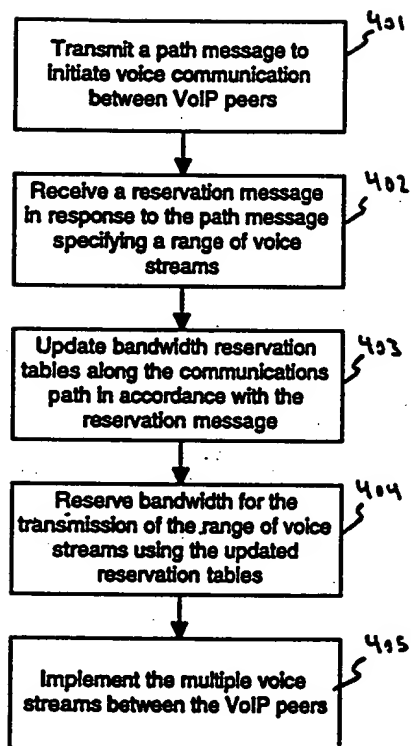 401
Transmit a path message to
initiate voice communication
between VoIP peers
402
Receive a reservation message
in response to the path message
specifying a range of voice
streams
403
Update bandwidth reservation
tables along the communications
path in accordance with the
reservation message
404
Reserve bandwidth for the
transmission of the range of voice
streams using the updated
reservation tables
405
Implement the multiple voice
streams between the VoIP peers